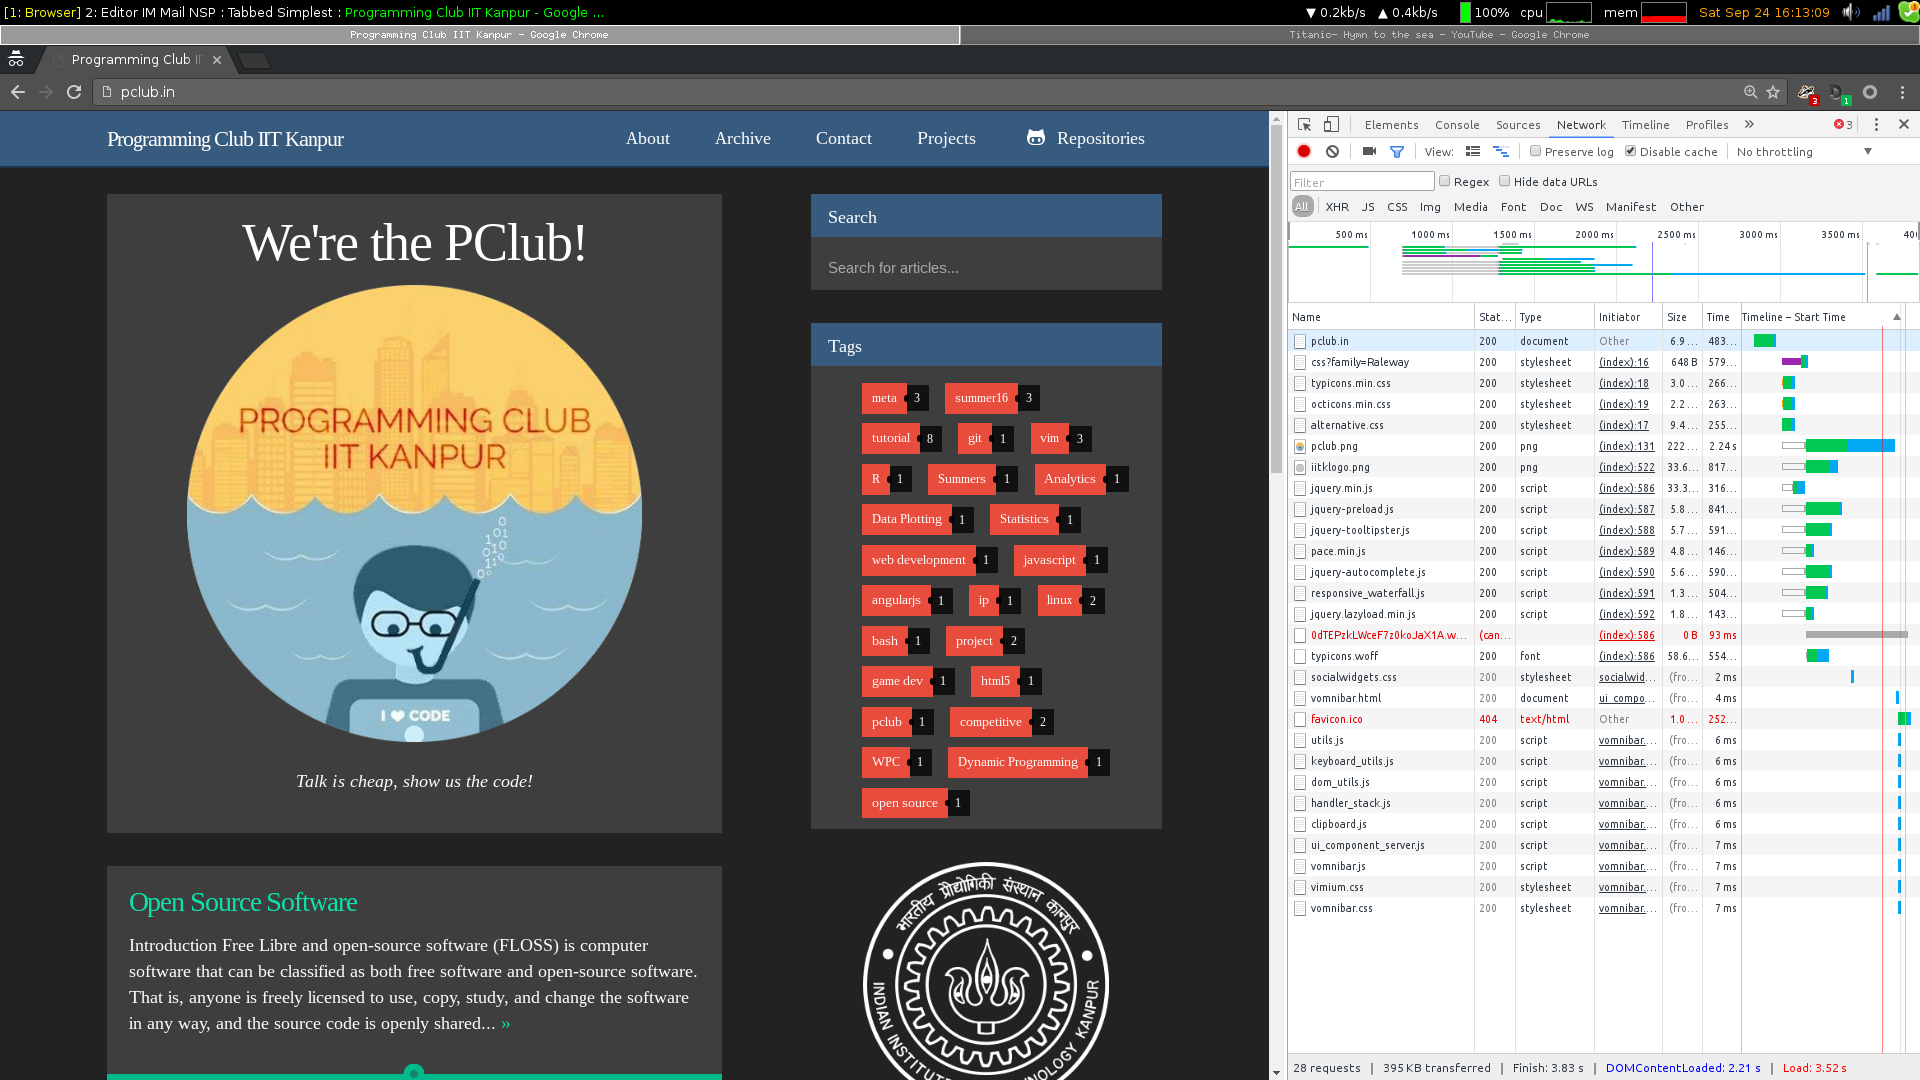 [1: Browser] 2: Editor IM Mail NSP : Tabbed Simplest : Programming Club IIT Kanpur - Google ...
▼ 0.2kb/s ▲ 0.4kb/s 100% cpu mem Sat Sep 24 16:13:09
Programming Club IIT Kanpur - Google Chrome
Titanic- Hymn to the sea - YouTube - Google Chrome
Programming Club II
pclub.in
3 1
Programming Club IIT Kanpur
About Archive Contact Projects Repositories
We're the PClub!
PROGRAMMING CLUB
IIT KANPUR
I ❤ CODE
Talk is cheap, show us the code!
Open Source Software
Introduction Free Libre and open-source software (FLOSS) is computer
software that can be classified as both free software and open-source software.
That is, anyone is freely licensed to use, copy, study, and change the software
in any way, and the source code is openly shared... »
Search
Search for articles...
Tags
meta 3 summer16 3
tutorial 8 git 1 vim 3
R 1 Summers 1 Analytics 1
Data Plotting 1 Statistics 1
web development 1 javascript 1
angularjs 1 ip 1 linux 2
bash 1 project 2
game dev 1 html5 1
pclub 1 competitive 2
WPC 1 Dynamic Programming 1
open source 1
भारतीय प्रौद्योगिकी संस्थान कानपुर
Elements Console Sources Network Timeline Profiles » 3
View: Preserve log Disable cache No throttling
Filter Regex Hide data URLs
All XHR JS CSS Img Media Font Doc WS Manifest Other
500 ms 1000 ms 1500 ms 2000 ms 2500 ms 3000 ms 3500 ms 400
Name Stat... Type Initiator Size Time Timeline – Start Time
pclub.in 200 document Other 6.9 ... 483...
css?family=Raleway 200 stylesheet (index):16 648 B 579...
typicons.min.css 200 stylesheet (index):18 3.0 ... 266...
octicons.min.css 200 stylesheet (index):19 2.2 ... 263...
alternative.css 200 stylesheet (index):17 9.4 ... 255...
pclub.png 200 png (index):131 222 ... 2.24 s
iitklogo.png 200 png (index):522 33.6... 817...
jquery.min.js 200 script (index):586 33.3... 316...
jquery-preload.js 200 script (index):587 5.8 ... 841...
jquery-tooltipster.js 200 script (index):588 5.7 ... 591...
pace.min.js 200 script (index):589 4.8 ... 146...
jquery-autocomplete.js 200 script (index):590 5.6 ... 590...
responsive_waterfall.js 200 script (index):591 1.3 ... 504...
jquery.lazyload.min.js 200 script (index):592 1.8 ... 143...
0dTEPzkLWceF7z0koJaX1A.w... (can... (index):586 0 B 93 ms
typicons.woff 200 font (index):586 58.6... 554...
socialwidgets.css 200 stylesheet socialwid... (fro... 2 ms
vomnibar.html 200 document ui_compo... (fro... 4 ms
favicon.ico 404 text/html Other 1.0 ... 252...
utils.js 200 script vomnibar.... (fro... 6 ms
keyboard_utils.js 200 script vomnibar.... (fro... 6 ms
dom_utils.js 200 script vomnibar.... (fro... 6 ms
handler_stack.js 200 script vomnibar.... (fro... 6 ms
clipboard.js 200 script vomnibar.... (fro... 6 ms
ui_component_server.js 200 script vomnibar.... (fro... 7 ms
vomnibar.js 200 script vomnibar.... (fro... 7 ms
vimium.css 200 stylesheet vomnibar.... (fro... 7 ms
vomnibar.css 200 stylesheet vomnibar.... (fro... 7 ms
28 requests | 395 KB transferred | Finish: 3.83 s | DOMContentLoaded: 2.21 s | Load: 3.52 s